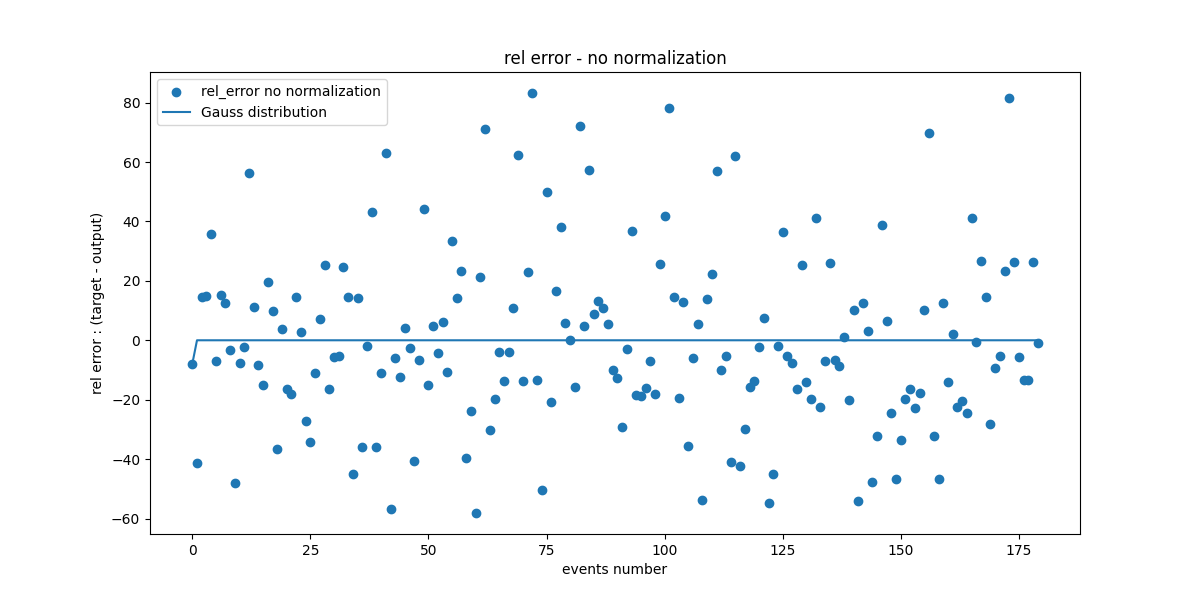 rel error - no normalization
rel_error no normalization
Gauss distribution
rel error : (target - output)
80
60
40
20
0
−20
−40
−60
0 25 50 75 100 125 150 175
events number